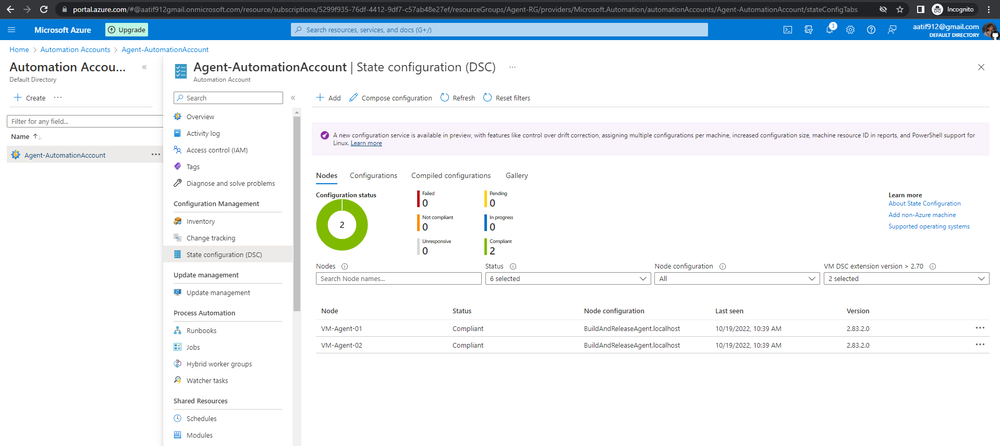 portal.azure.com/#@aatif912gmail.onmicrosoft.com/resource/subscriptions/5299f935-76df-4412-9df7-c57ab48e27ef/resourceGroups/Agent-RG/providers/Microsoft.Automation/automationAccounts/Agent-AutomationAccount/stateConfigTabs
Incognito
Microsoft Azure
Upgrade
Search resources, services, and docs (G+/)
3
aatif912@gmail.com
DEFAULT DIRECTORY
Home > Automation Accounts > Agent-AutomationAccount
Automation Accou...
Default Directory
Create
Filter for any field...
Name
Agent-AutomationAccount
Agent-AutomationAccount | State configuration (DSC)
Automation Account
Search
Overview
Activity log
Access control (IAM)
Tags
Diagnose and solve problems
Configuration Management
Inventory
Change tracking
State configuration (DSC)
Update management
Update management
Process Automation
Runbooks
Jobs
Hybrid worker groups
Watcher tasks
Shared Resources
Schedules
Modules
Add Compose configuration Refresh Reset filters
A new configuration service is available in preview, with features like control over drift correction, assigning multiple configurations per machine, increased configuration size, machine resource ID in reports, and PowerShell support for
Linux. Learn more
Nodes Configurations Compiled configurations Gallery
Configuration status
2
Failed
0
Pending
0
Not compliant
0
In progress
0
Unresponsive
0
Compliant
2
Learn more
About State Configuration
Add non-Azure machine
Supported operating systems
Nodes Status Node configuration VM DSC extension version > 2.70
Search Node names... 6 selected All 2 selected
Node Status Node configuration Last seen Version
VM-Agent-01 Compliant BuildAndReleaseAgent.localhost 10/19/2022, 10:39 AM 2.83.2.0
VM-Agent-02 Compliant BuildAndReleaseAgent.localhost 10/19/2022, 10:39 AM 2.83.2.0